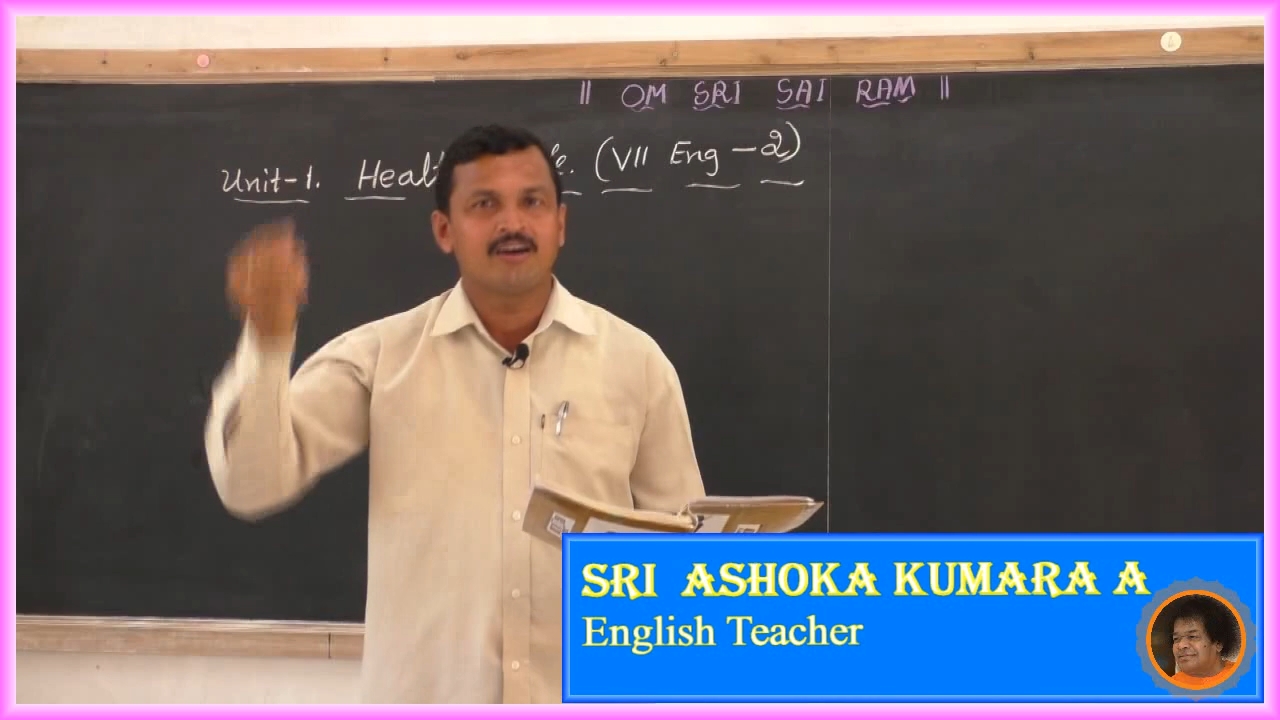 ॥ OM SRI SAI RAM ॥
Unit-1. (VII Eng - 2)
SRI ASHOKA KUMARA A
English Teacher